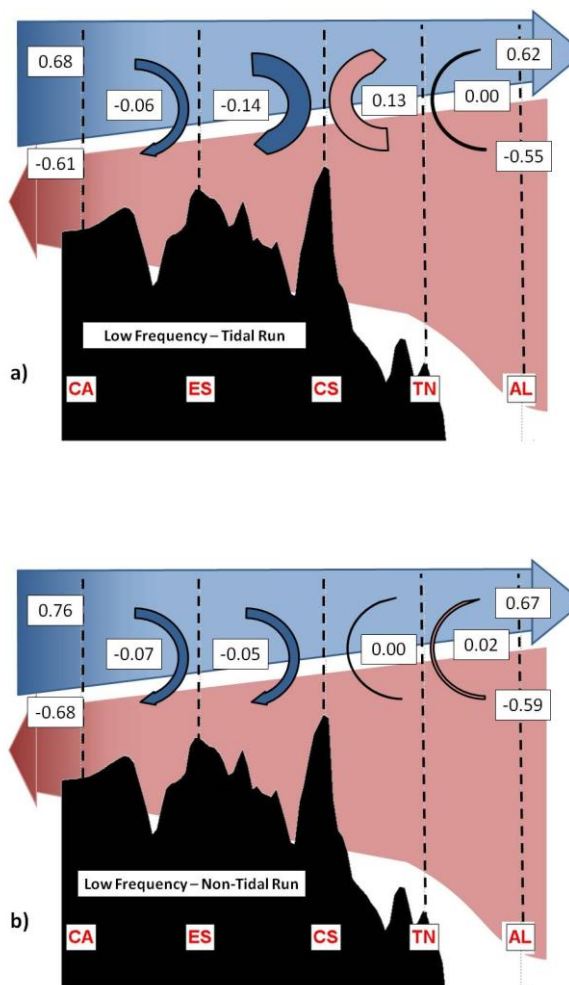 0.68
0.62
-0.06
-0.14
0.13
0.00
-0.61
-0.55
Low Frequency – Tidal Run
a)
CA
ES
CS
TN
AL
0.76
0.67
-0.07
-0.05
0.00
0.02
-0.68
-0.59
Low Frequency – Non-Tidal Run
b)
CA
ES
CS
TN
AL